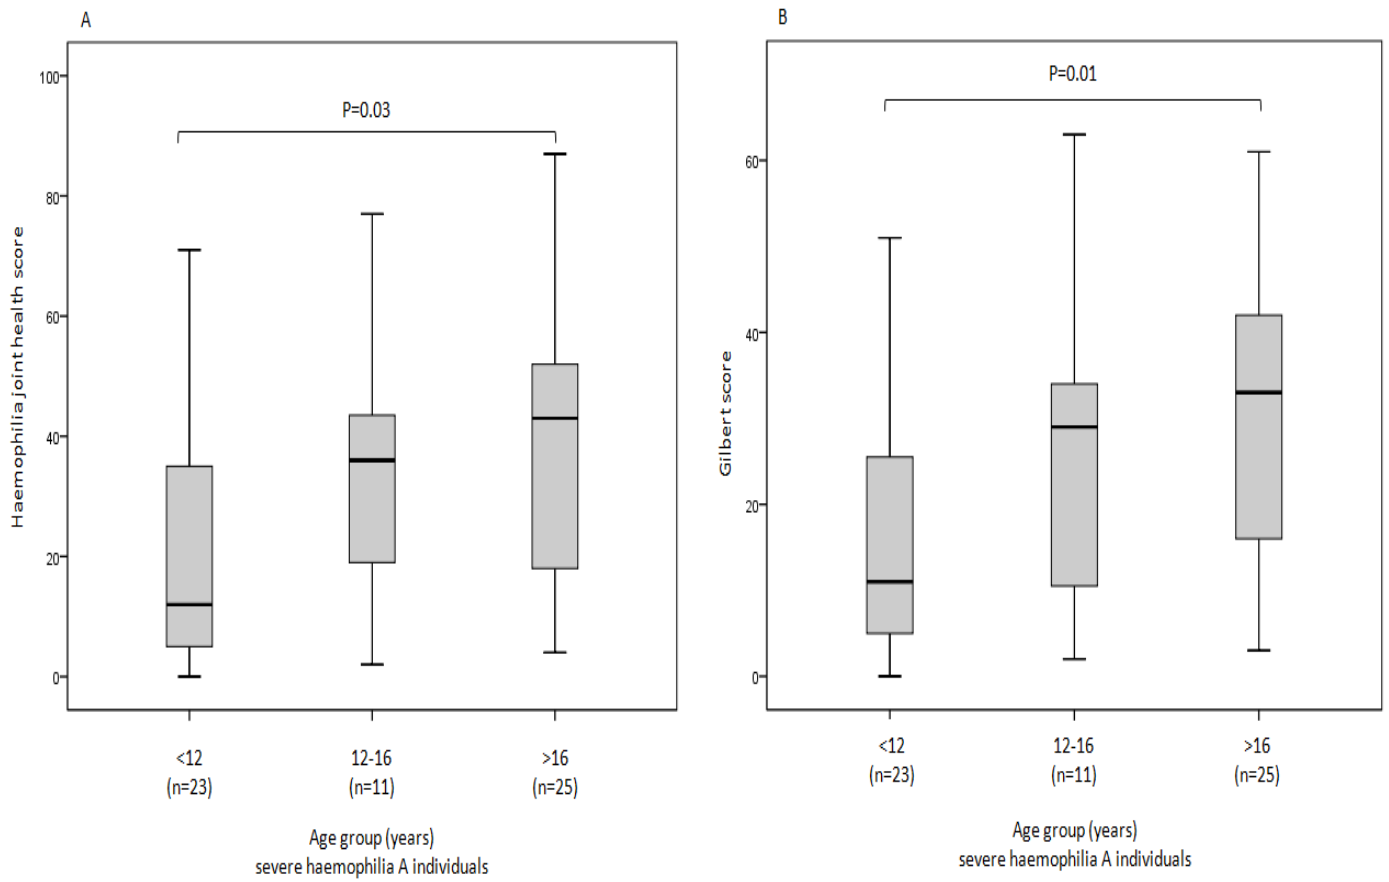 A
P=0.03
Haemophilia joint health score
100
80
60
40
20
0
<12
12-16
>16
(n=23)
(n=11)
(n=25)
Age group (years)
severe haemophilia A individuals
B
P=0.01
Gilbert score
60
40
20
0
<12
12-16
>16
(n=23)
(n=11)
(n=25)
Age group (years)
severe haemophilia A individuals